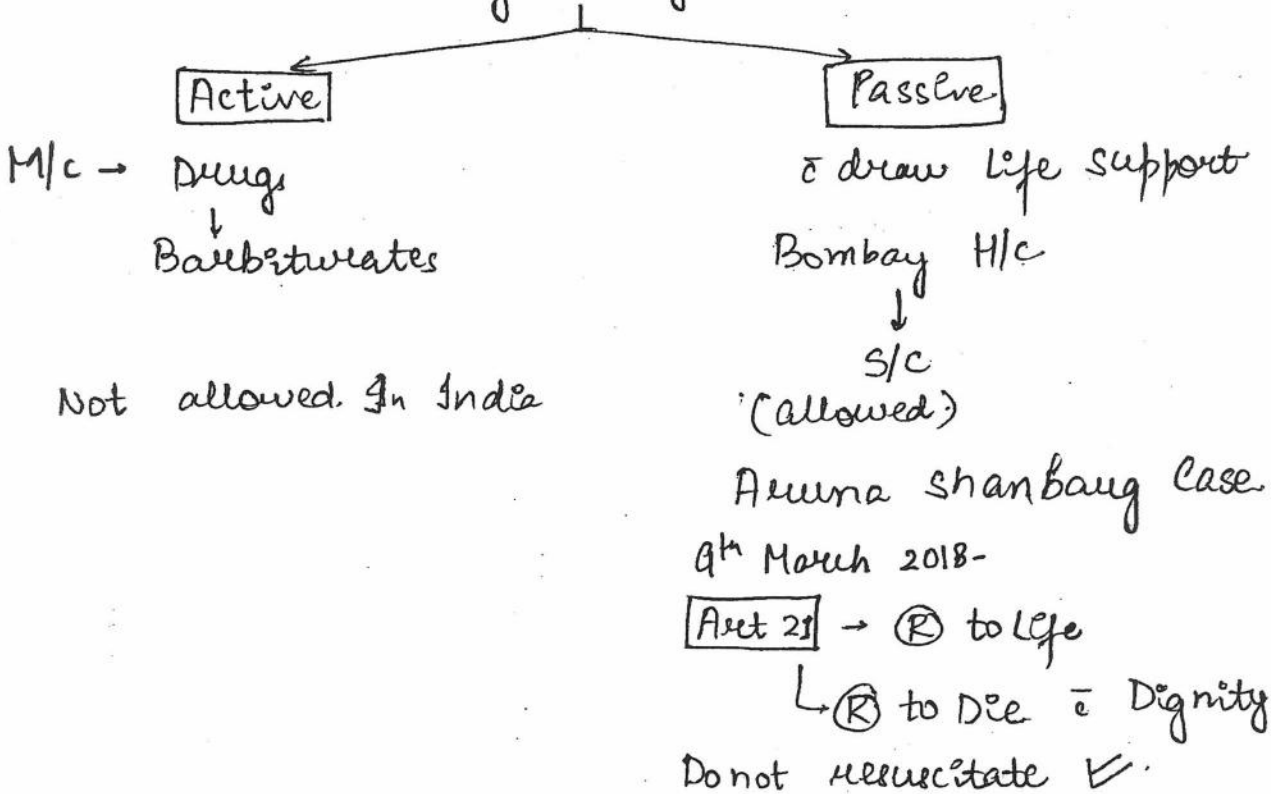 Active
Passive
M/c → Drugs
↓
Barbiturates
Not allowed. In India
c̄ draw Life support
Bombay H/c
↓
S/C
(allowed)
Aruna Shanbaug Case
9th March 2018-
Art 21 → Ⓡ to Life
Ⓡ to Die c̄ Dignity
Do not resuscitate ✓.